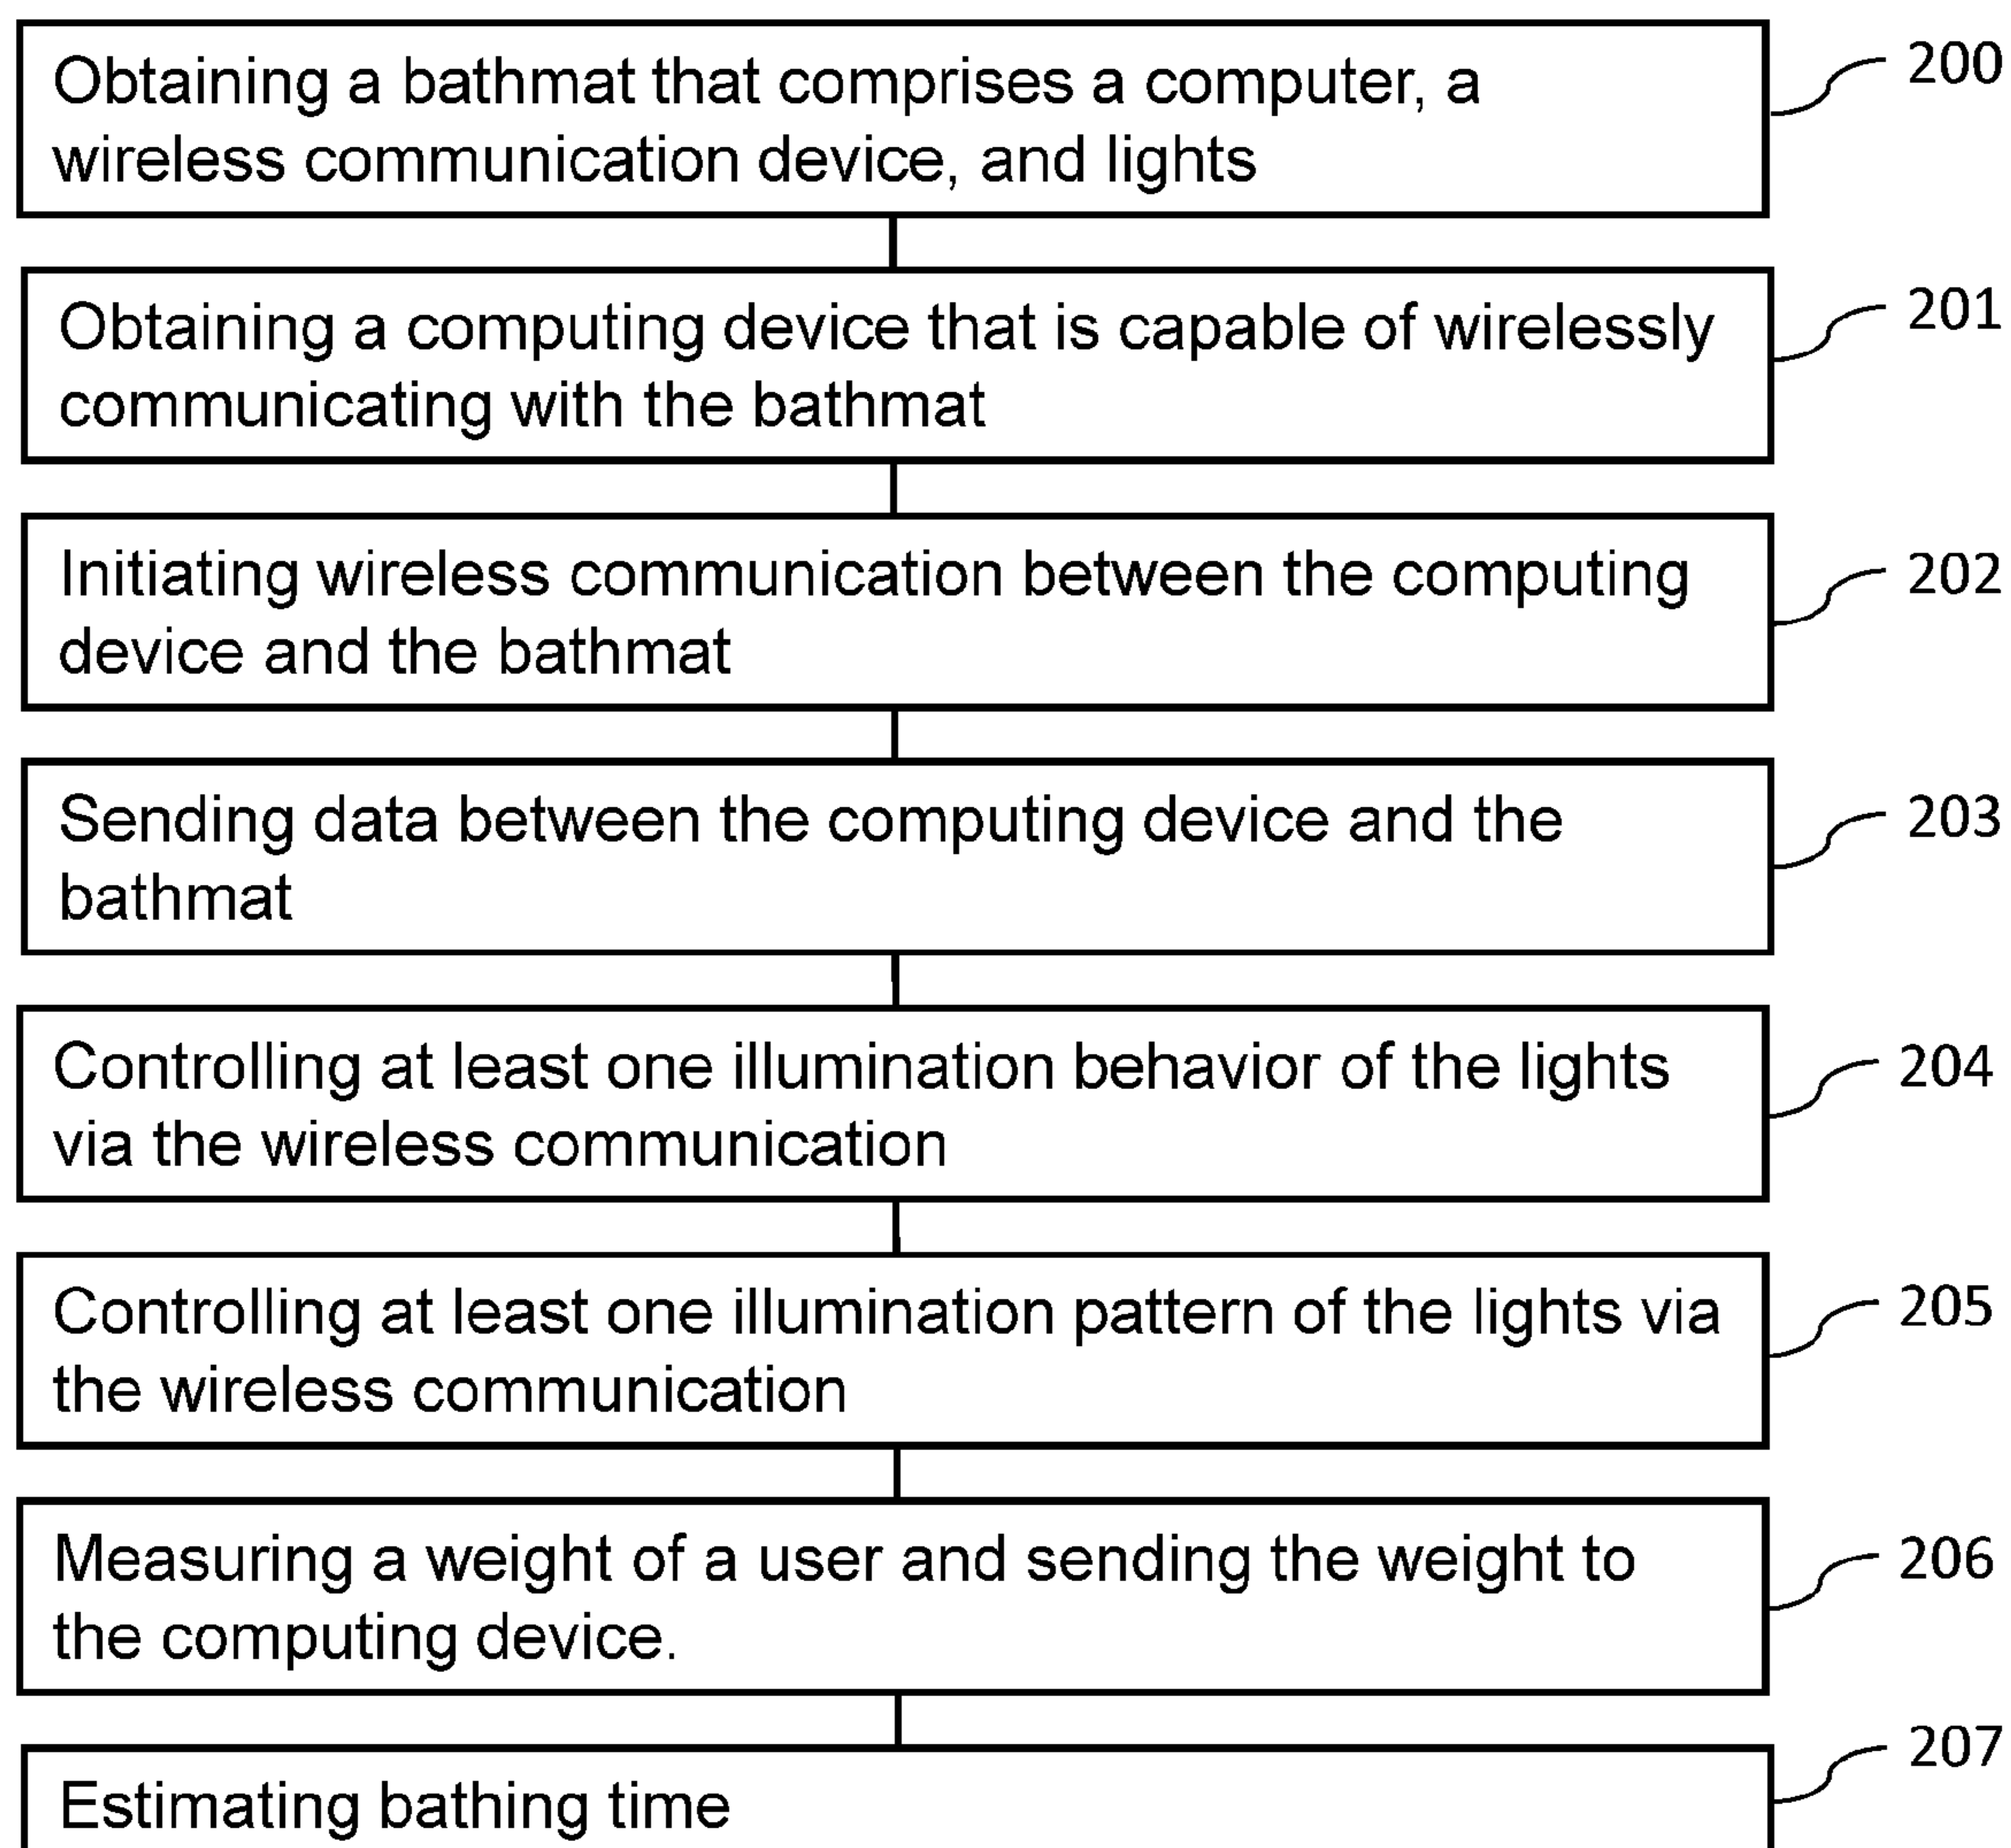 Obtaining a bathmat that comprises a computer, a
wireless communication device, and lights
200
Obtaining a computing device that is capable of wirelessly
communicating with the bathmat
201
Initiating wireless communication between the computing
device and the bathmat
202
Sending data between the computing device and the
bathmat
203
Controlling at least one illumination behavior of the lights
via the wireless communication
204
Controlling at least one illumination pattern of the lights via
the wireless communication
205
Measuring a weight of a user and sending the weight to
the computing device.
206
Estimating bathing time
207